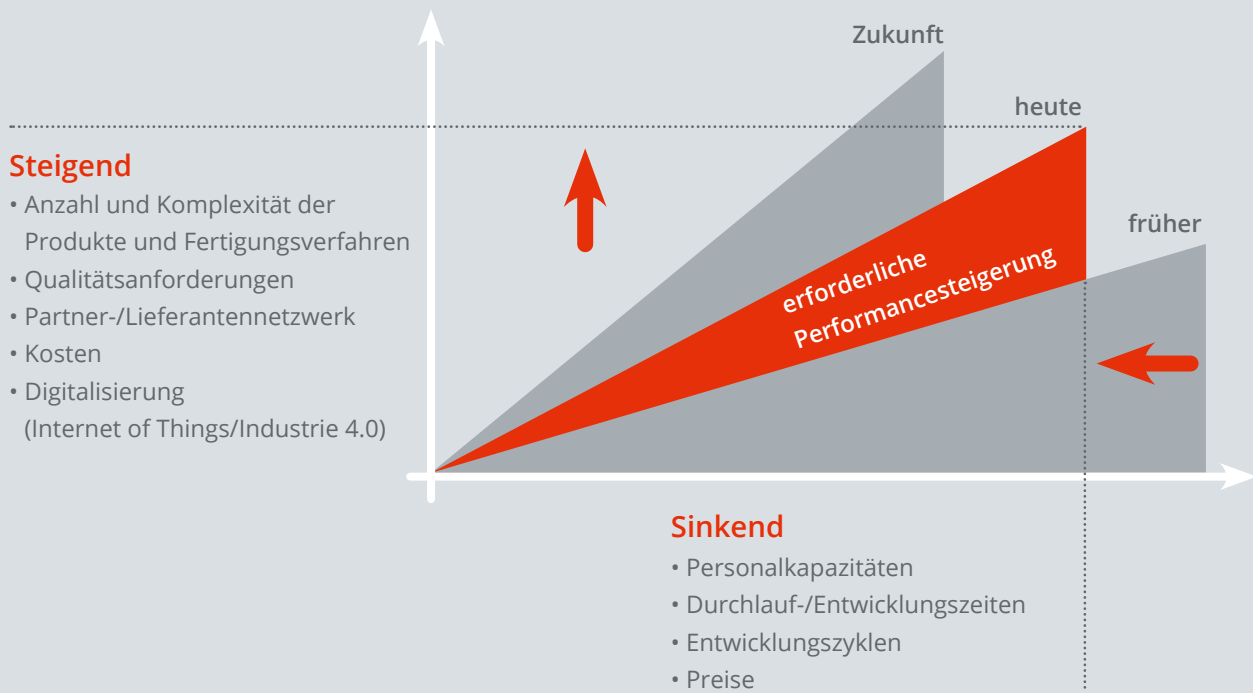 Zukunft
heute
früher
Steigend
• Anzahl und Komplexität der
Produkte und Fertigungsverfahren
• Qualitätsanforderungen
• Partner-/Lieferantennetzwerk
• Kosten
• Digitalisierung
(Internet of Things/Industrie 4.0)
erforderliche
Performancesteigerung
Sinkend
• Personalkapazitäten
• Durchlauf-/Entwicklungszeiten
• Entwicklungszyklen
• Preise